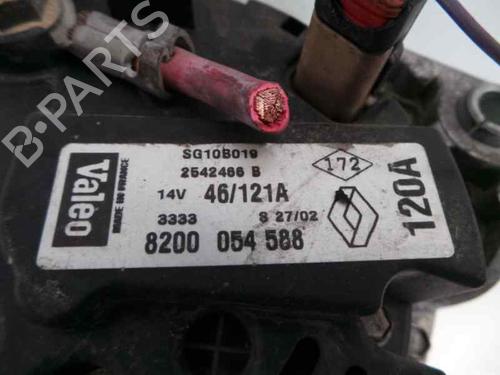 B-PARTS
Valeo
MADE IN FRANCE
SG10B019
2542466 B
14V 46/121A
3333 S 27/02
8200 054 588
172
120A